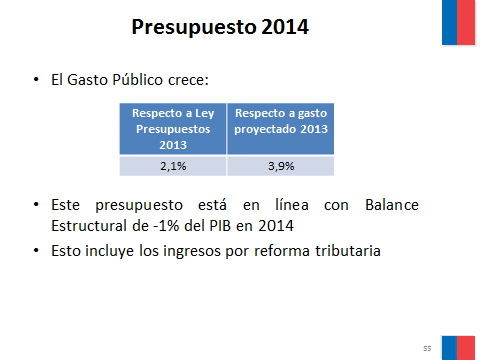 Presupuesto 2014
• El Gasto Público crece:
Respecto a Ley Presupuestos 2013
Respecto a gasto proyectado 2013
2,1%
3,9%
• Este presupuesto está en línea con Balance
Estructural de -1% del PIB en 2014
• Esto incluye los ingresos por reforma tributaria
55